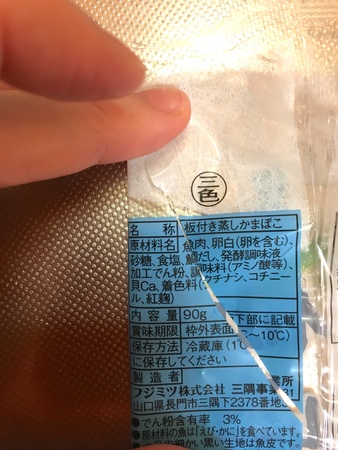 三色
名称 板付き蒸しかまぼこ
原材料名 魚肉、卵白(卵を含む)、
砂糖、食塩、鯛だし、発酵調味液、
加工でん粉、調味料(アミノ酸等)、
貝Ca、着色料(クチナシ、コチニー
ル、紅麹)
内容量 90g
賞味期限 枠外表面 下部に記載
保存方法 冷蔵庫(1℃~10℃)
に保存してください
製造者
フジミツ株式会社 三隅事業所
山口県長門市三隅下2378番地
●でん粉含有率 3%
●原材料の魚は「えび・かに」を食べています。
の細かい黒い生地は魚皮です。